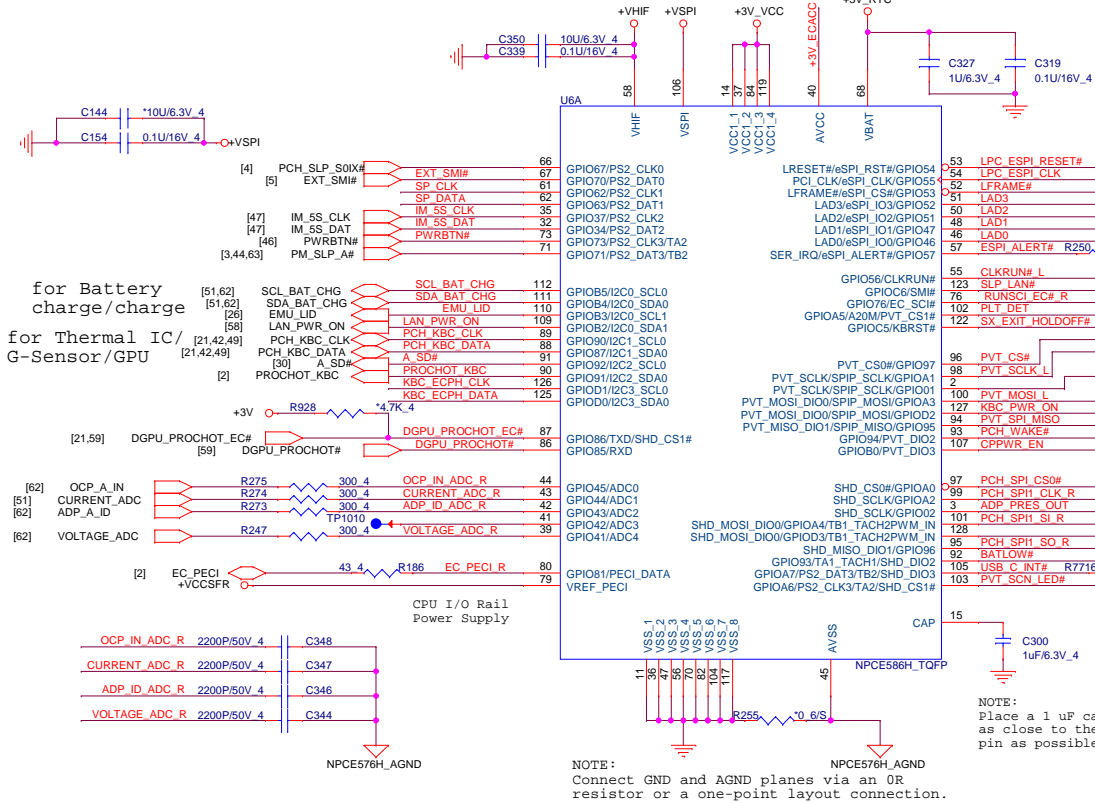 +VHIF
+VSPI
+3V_VCC
+3V_ECACC
+3V_RTC
C350 10U/6.3V_4
C339 0.1U/16V_4
C327
1U/6.3V_4
C319
0.1U/16V_4
C144 *10U/6.3V_4
C154 0.1U/16V_4 +VSPI
58 106 14 37 84 119 40 68
U6A
VHIF VSPI VCC1_1 VCC1_2 VCC1_3 VCC1_4 AVCC VBAT
[4] PCH_SLP_S0IX# 66 GPIO67/PS2_CLK0
[5] EXT_SMI# EXT_SMI# 67 GPIO70/PS2_DAT0
SP_CLK 61 GPIO62/PS2_CLK1
SP_DATA 62 GPIO63/PS2_DAT1
[47] IM_5S_CLK IM_5S_CLK 35 GPIO37/PS2_CLK2
[47] IM_5S_DAT IM_5S_DAT 32 GPIO34/PS2_DAT2
[46] PWRBTN# PWRBTN# 73 GPIO73/PS2_CLK3/TA2
[3,44,63] PM_SLP_A# 71 GPIO71/PS2_DAT3/TB2
LRESET#/eSPI_RST#/GPIO54 53 LPC_ESPI_RESET#
PCI_CLK/eSPI_CLK/GPIO55 54 LPC_ESPI_CLK
LFRAME#/eSPI_CS#/GPIO53 52 LFRAME#
LAD3/eSPI_IO3/GPIO52 51 LAD3
LAD2/eSPI_IO2/GPIO51 50 LAD2
LAD1/eSPI_IO1/GPIO47 48 LAD1
LAD0/eSPI_IO0/GPIO46 46 LAD0
SER_IRQ/eSPI_ALERT#/GPIO57 57 ESPI_ALERT# R250
GPIO56/CLKRUN# 55 CLKRUN#_L
GPIOC6/SMI# 123 SLP_LAN#
GPIO76/EC_SCI# 76 RUNSCI_EC#_R
GPIOA5/A20M/PVT_CS1# 102 PLT_DET
GPIOC5/KBRST# 122 SX_EXIT_HOLDOFF#
for Battery
charge/charge
for Thermal IC/
G-Sensor/GPU
[51,62] SCL_BAT_CHG SCL_BAT_CHG 112 GPIOB5/I2C0_SCL0
[51,62] SDA_BAT_CHG SDA_BAT_CHG 111 GPIOB4/I2C0_SDA0
[26] EMU_LID EMU_LID 110 GPIOB3/I2C0_SCL1
[58] LAN_PWR_ON LAN_PWR_ON 109 GPIOB2/I2C0_SDA1
[21,42,49] PCH_KBC_CLK PCH_KBC_CLK 89 GPIO90/I2C1_SCL0
[21,42,49] PCH_KBC_DATA PCH_KBC_DATA 88 GPIO87/I2C1_SDA0
[30] A_SD# A_SD# 91 GPIO92/I2C2_SCL0
[2] PROCHOT_KBC PROCHOT_KBC 90 GPIO91/I2C2_SDA0
KBC_ECPH_CLK 126 GPIOD1/I2C3_SCL0
KBC_ECPH_DATA 125 GPIOD0/I2C3_SDA0
PVT_CS0#/GPIO97 96 PVT_CS#
PVT_SCLK/SPIP_SCLK/GPIOA1 98 PVT_SCLK_L
PVT_SCLK/SPIP_SCLK/GPIO01 2
PVT_MOSI_DIO0/SPIP_MOSI/GPIOA3 100 PVT_MOSI_L
PVT_MOSI_DIO0/SPIP_MOSI/GPIOD2 127 KBC_PWR_ON
PVT_MISO_DIO1/SPIP_MISO/GPIO95 94 PVT_SPI_MISO
GPIO94/PVT_DIO2 93 PCH_WAKE#
GPIOB0/PVT_DIO3 107 CPPWR_EN
+3V R928 *4.7K_4
[21,59] DGPU_PROCHOT_EC# DGPU_PROCHOT_EC# 87 GPIO86/TXD/SHD_CS1#
[59] DGPU_PROCHOT# DGPU_PROCHOT# 86 GPIO85/RXD
[62] OCP_A_IN R275 300_4 OCP_IN_ADC_R 44 GPIO45/ADC0
[51] CURRENT_ADC R274 300_4 CURRENT_ADC_R 43 GPIO44/ADC1
[62] ADP_A_ID R273 300_4 ADP_ID_ADC_R 42 GPIO43/ADC2
TP1010 41 GPIO42/ADC3
[62] VOLTAGE_ADC R247 300_4 VOLTAGE_ADC_R 39 GPIO41/ADC4
SHD_CS0#/GPIOA0 97 PCH_SPI_CS0#
SHD_SCLK/GPIOA2 99 PCH_SPI1_CLK_R
SHD_SCLK/GPIO02 3 ADP_PRES_OUT
SHD_MOSI_DIO0/GPIOA4/TB1_TACH2PWM_IN 101 PCH_SPI1_SI_R
SHD_MOSI_DIO0/GPIOD3/TB1_TACH2PWM_IN 128
SHD_MISO_DIO1/GPIO96 95 PCH_SPI1_SO_R
GPIO93/TA1_TACH1/SHD_DIO2 92 BATLOW#
GPIOA7/PS2_DAT3/TB2/SHD_DIO3 105 USB_C_INT# R7716
GPIOA6/PS2_CLK3/TA2/SHD_CS1# 103 PVT_SCN_LED#
[2] EC_PECI 43_4 R186 EC_PECI_R 80 GPIO81/PECI_DATA
+VCCSFR 79 VREF_PECI
CPU I/O Rail
Power Supply
CAP 15
C300
1uF/6.3V_4
VSS_1 VSS_2 VSS_3 VSS_4 VSS_5 VSS_6 VSS_7 VSS_8 AVSS
NPCE586H_TQFP
11 36 47 56 70 82 104 117 45
OCP_IN_ADC_R 2200P/50V_4 C348
CURRENT_ADC_R 2200P/50V_4 C347
ADP_ID_ADC_R 2200P/50V_4 C346
VOLTAGE_ADC_R 2200P/50V_4 C344
NPCE576H_AGND
R255 *0_6/S
NPCE576H_AGND
NOTE:
Place a 1 uF ca
as close to the
pin as possible
NOTE:
Connect GND and AGND planes via an 0R
resistor or a one-point layout connection.